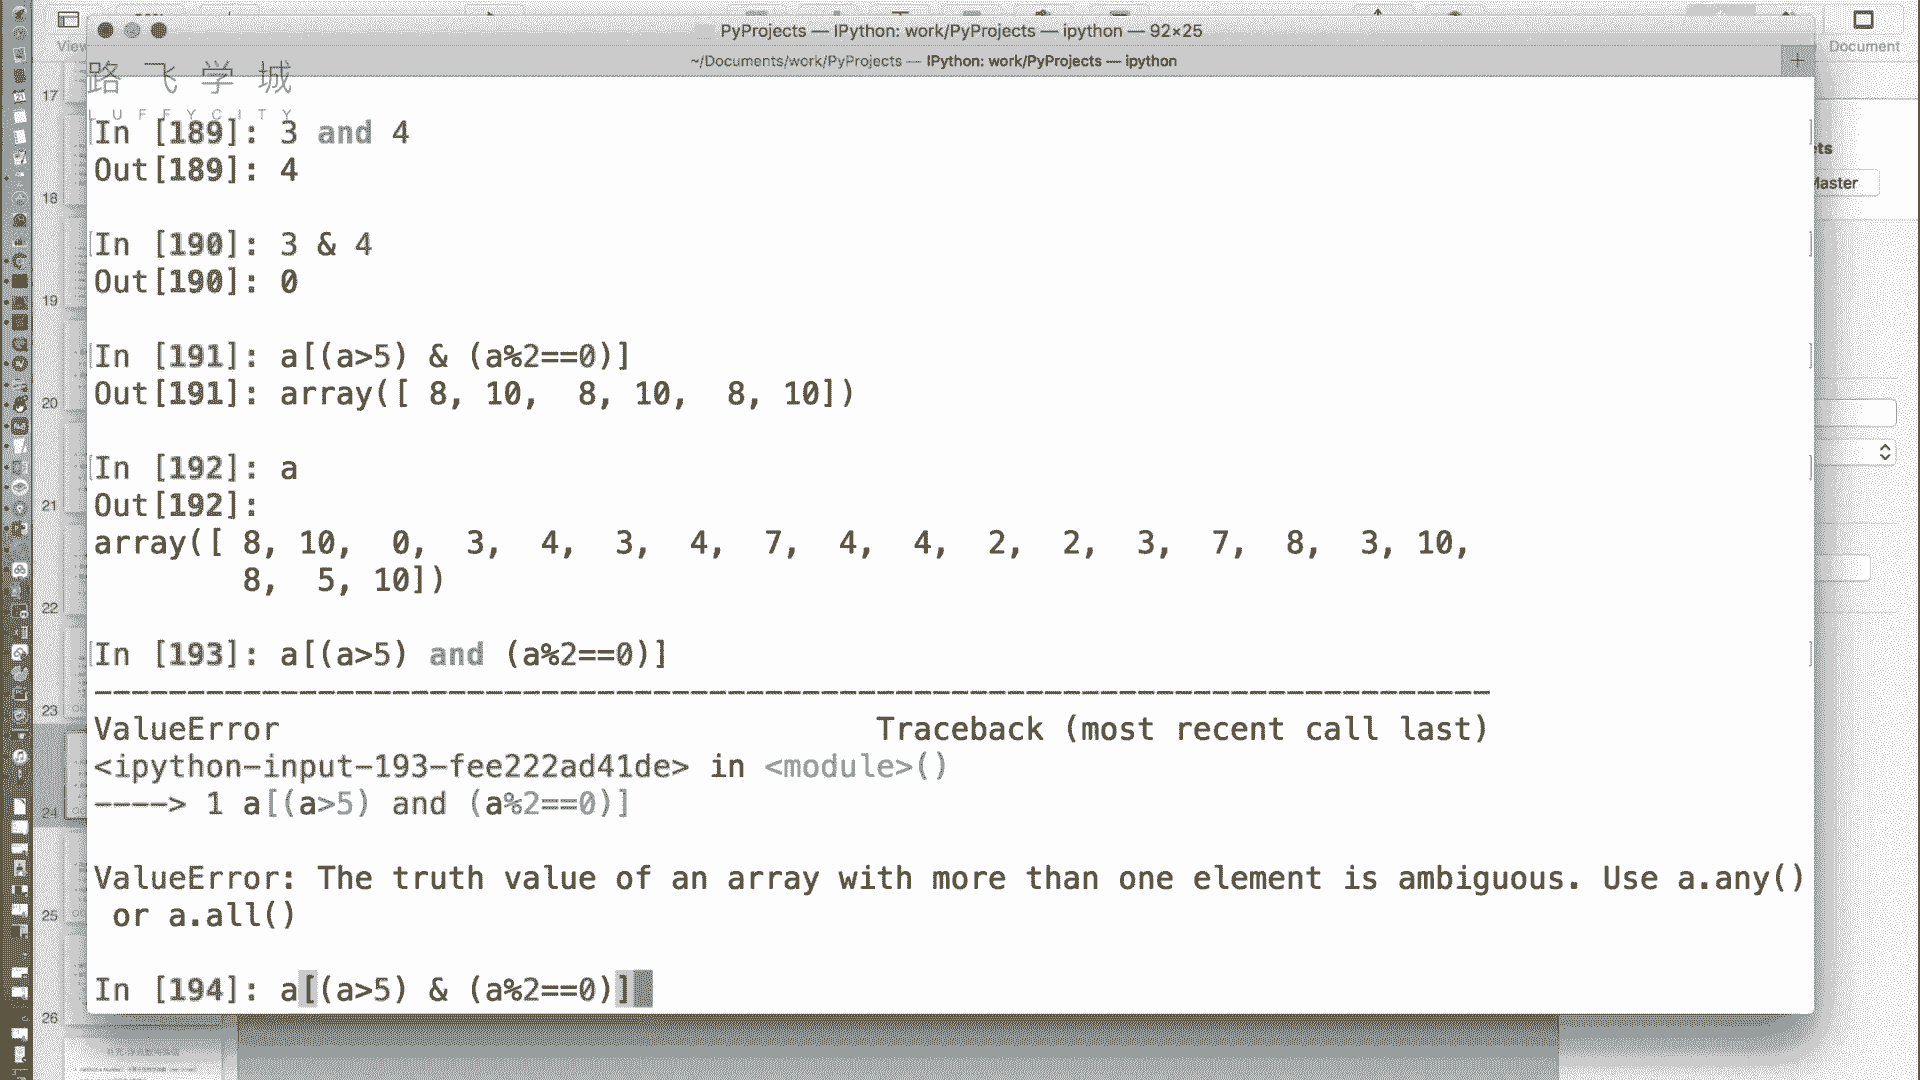 PyProjects — IPython: work/PyProjects — ipython — 92×25
View
Document
~/Documents/work/PyProjects — IPython: work/PyProjects — ipython
+
路飞学城
LUFFYCITY
17
In [189]: 3 and 4
Out[189]: 4
ets
Master
18
In [190]: 3 & 4
Out[190]: 0
19
In [191]: a[(a>5) & (a%2==0)]
Out[191]: array([ 8, 10,  8, 10,  8, 10])
20
In [192]: a
Out[192]:
21
array([ 8, 10,  0,  3,  4,  3,  4,  7,  4,  4,  2,  2,  3,  7,  8,  3, 10,
8,  5, 10])
22
In [193]: a[(a>5) and (a%2==0)]
23
ValueError Traceback (most recent call last)
<ipython-input-193-fee222ad41de> in <module>()
----> 1 a[(a>5) and (a%2==0)]
24
ValueError: The truth value of an array with more than one element is ambiguous. Use a.any()
or a.all()
25
In [194]: a[(a>5) & (a%2==0)]
26